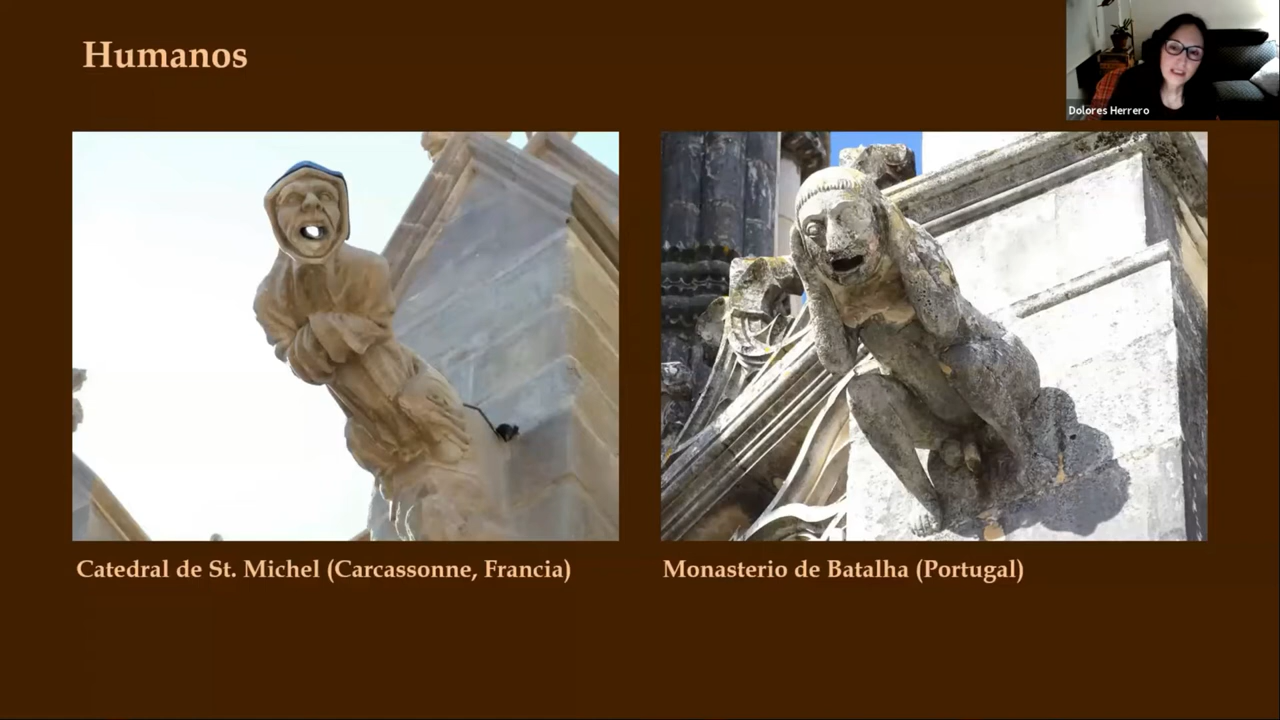 Humanos
Dolores Herrero
Catedral de St. Michel (Carcassonne, Francia)
Monasterio de Batalha (Portugal)